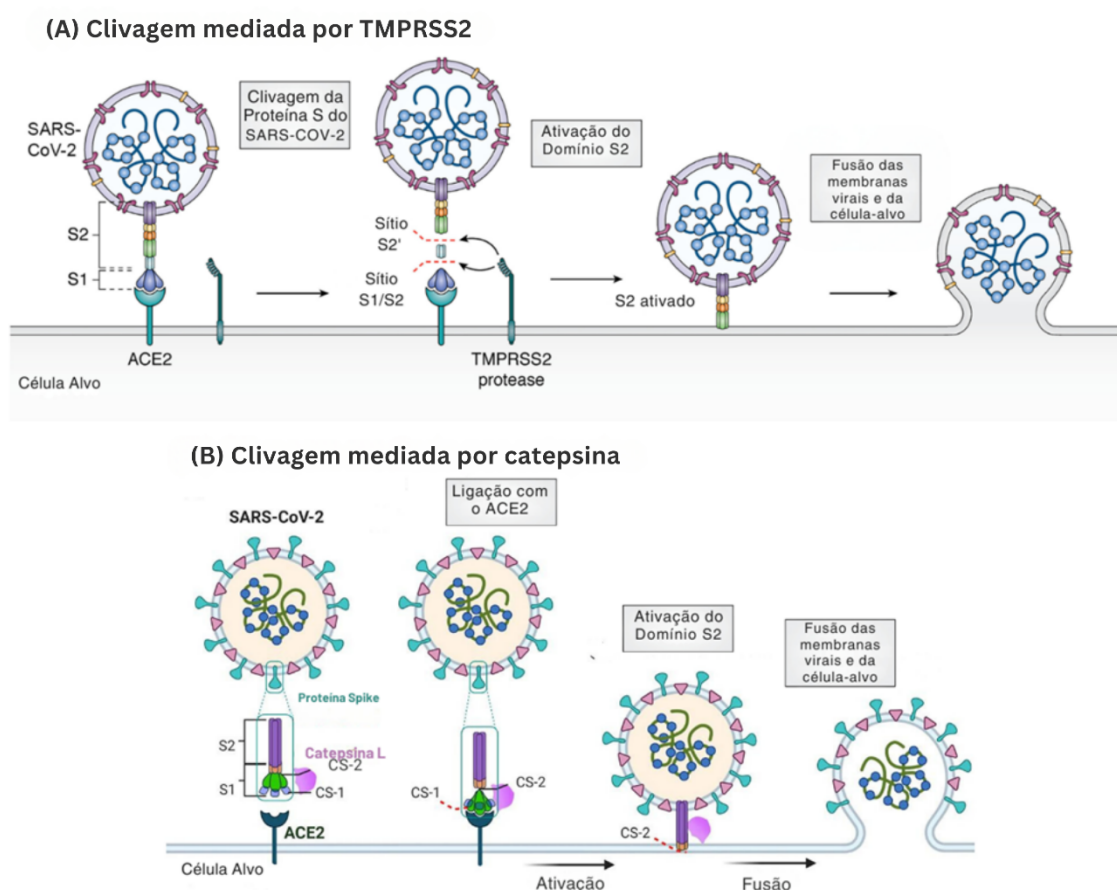 (A) Clivagem mediada por TMPRSS2
SARS-
CoV-2
S2
S1
Clivagem da
Proteína S do
SARS-COV-2
Sítio
S2'
Sítio
S1/S2
Ativação do
Domínio S2
S2 ativado
Fusão das
membranas
virais e da
célula-alvo
ACE2
TMPRSS2
protease
Célula Alvo
(B) Clivagem mediada por catepsina
SARS-CoV-2
Ligação com
o ACE2
Proteína Spike
S2
S1
Catepsina L
CS-2
CS-1
ACE2
CS-2
CS-1
Ativação do
Domínio S2
CS-2
Fusão das
membranas
virais e da
célula-alvo
Célula Alvo
Ativação
Fusão